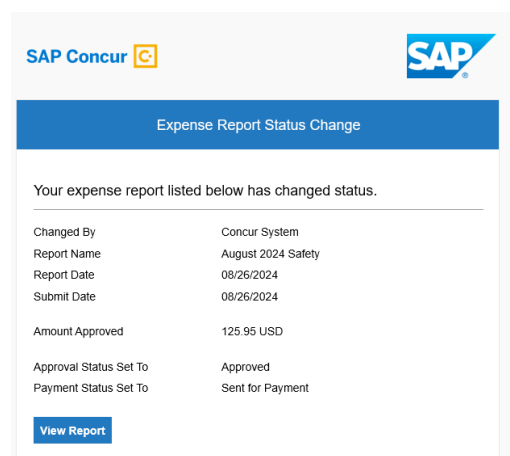 SAP Concur C.
SAP
®
Expense Report Status Change
Your expense report listed below has changed status.
Changed By Concur System
Report Name August 2024 Safety
Report Date 08/26/2024
Submit Date 08/26/2024
Amount Approved 125.95 USD
Approval Status Set To Approved
Payment Status Set To Sent for Payment
View Report